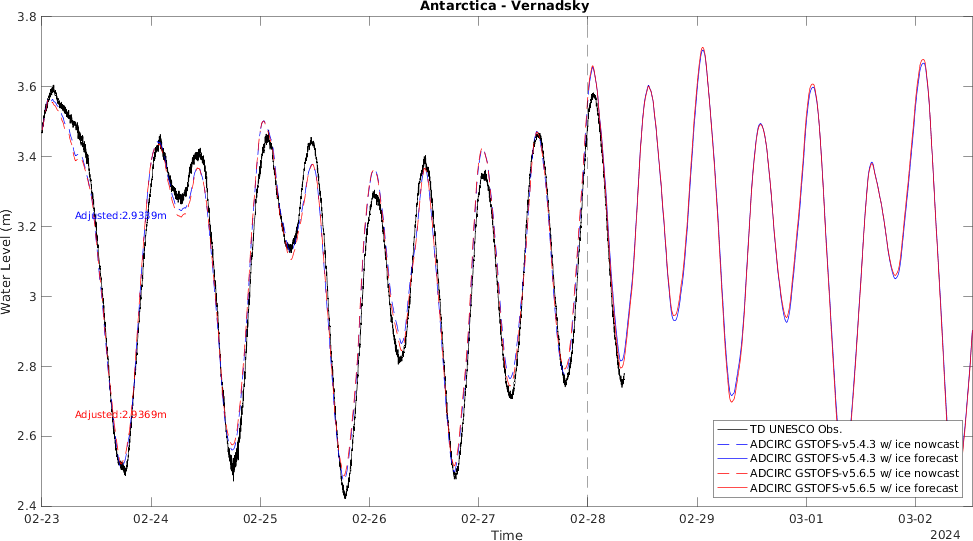 Antarctica - Vernadsky
3.8
3.6
3.4
3.2
3
2.8
2.6
2.4
Water Level (m)
Adjusted:2.9339m
Adjusted:2.9369m
TD UNESCO Obs.
ADCIRC GSTOFS-v5.4.3 w/ ice nowcast
ADCIRC GSTOFS-v5.4.3 w/ ice forecast
ADCIRC GSTOFS-v5.6.5 w/ ice nowcast
ADCIRC GSTOFS-v5.6.5 w/ ice forecast
02-23 02-24 02-25 02-26 02-27 02-28 02-29 03-01 03-02
Time
2024